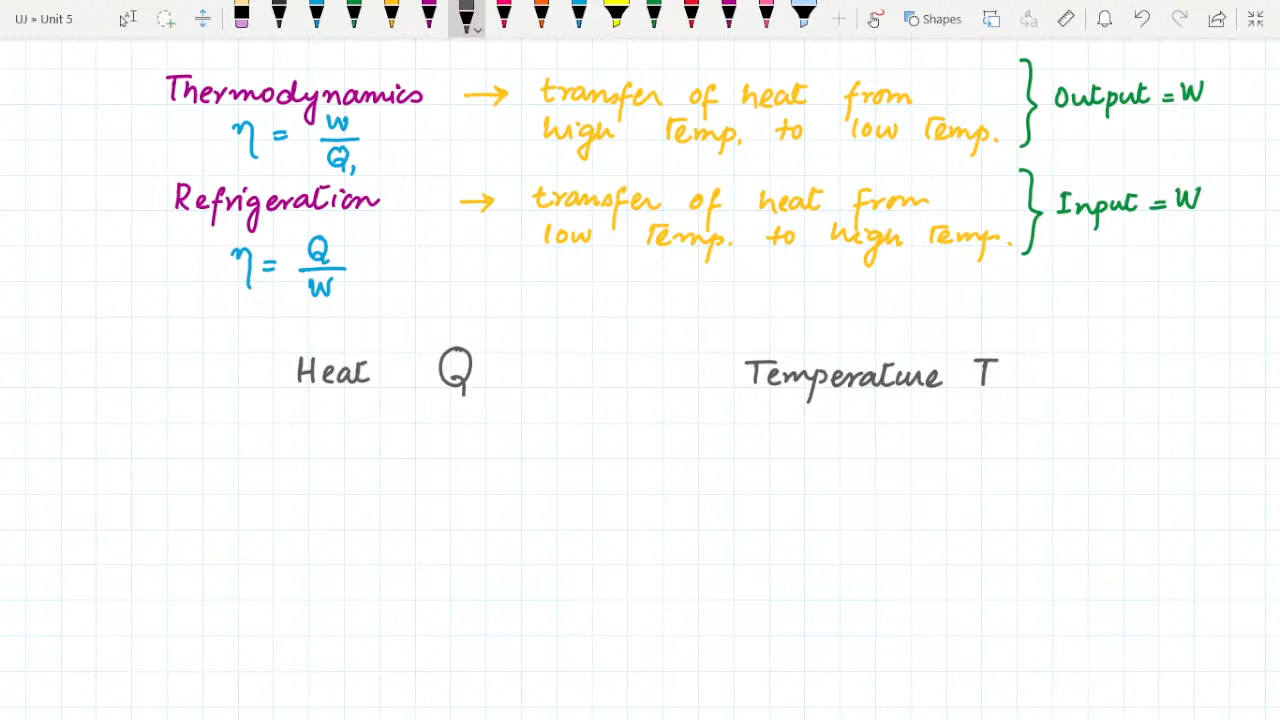 UJ » Unit 5
Shapes
Thermodynamics → transfer of heat from
high Temp. to low Temp. } Output = W
η = W / Q₁
Refrigeration → transfer of heat from
low Temp. to high Temp. } Input = W
η = Q / W
Heat Q Temperature T